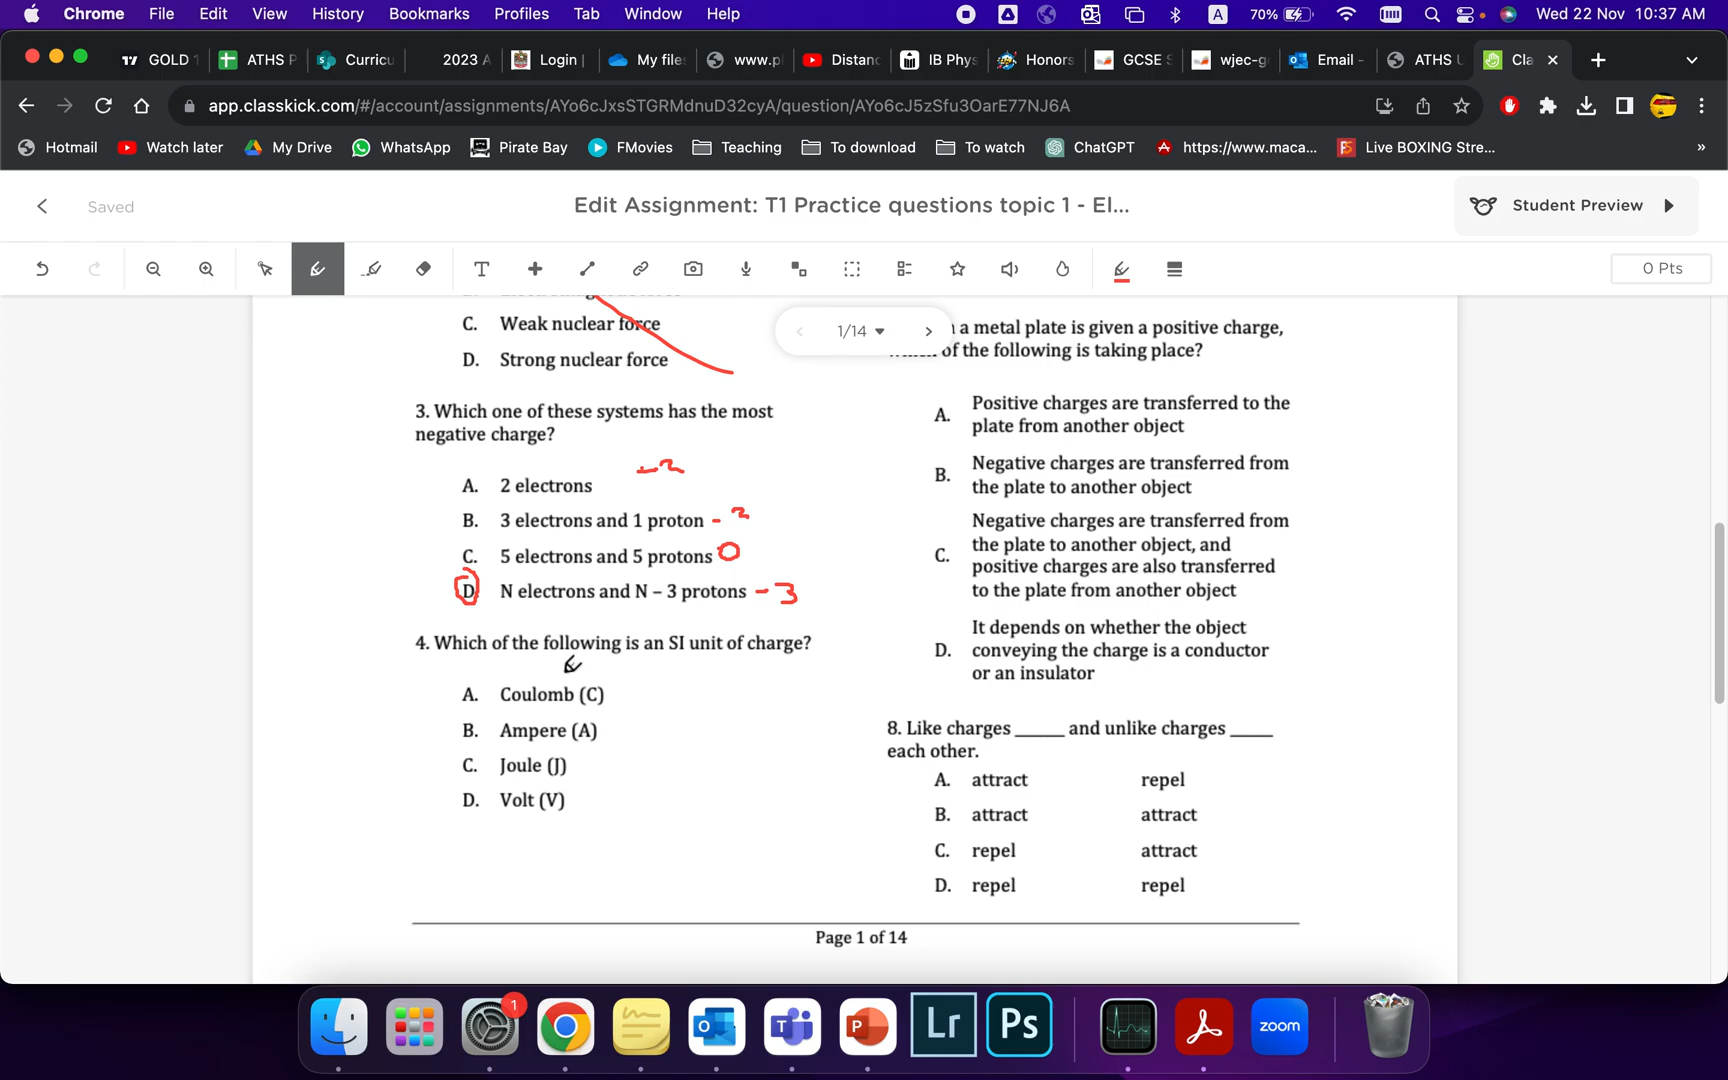 Chrome File Edit View History Bookmarks Profiles Tab Window Help A 70% Wed 22 Nov 10:37 AM
GOLD ATHS P Curricu 2023 A Login | My file www.p Distanc IB Phys Honors GCSE S wjec-g Email - ATHS U Cla
app.classkick.com/#/account/assignments/AYo6cJxsSTGRMdnuD32cyA/question/AYo6cJ5zSfu3OarE77NJ6A
Hotmail Watch later My Drive WhatsApp Pirate Bay FMovies Teaching To download To watch ChatGPT https://www.maca... Live BOXING Stre... »
Saved
Edit Assignment: T1 Practice questions topic 1 - El...
Student Preview
T
0 Pts
1/14
C. Weak nuclear force
D. Strong nuclear force
3. Which one of these systems has the most
negative charge?
A. 2 electrons -2
B. 3 electrons and 1 proton -2
C. 5 electrons and 5 protons 0
D. N electrons and N – 3 protons -3
4. Which of the following is an SI unit of charge?
A. Coulomb (C)
B. Ampere (A)
C. Joule (J)
D. Volt (V)
a metal plate is given a positive charge,
of the following is taking place?
A. Positive charges are transferred to the
plate from another object
B. Negative charges are transferred from
the plate to another object
C. Negative charges are transferred from
the plate to another object, and
positive charges are also transferred
to the plate from another object
D. It depends on whether the object
conveying the charge is a conductor
or an insulator
8. Like charges _____ and unlike charges _____
each other.
A. attract repel
B. attract attract
C. repel attract
D. repel repel
Page 1 of 14
1 O T P Lr Ps zoom